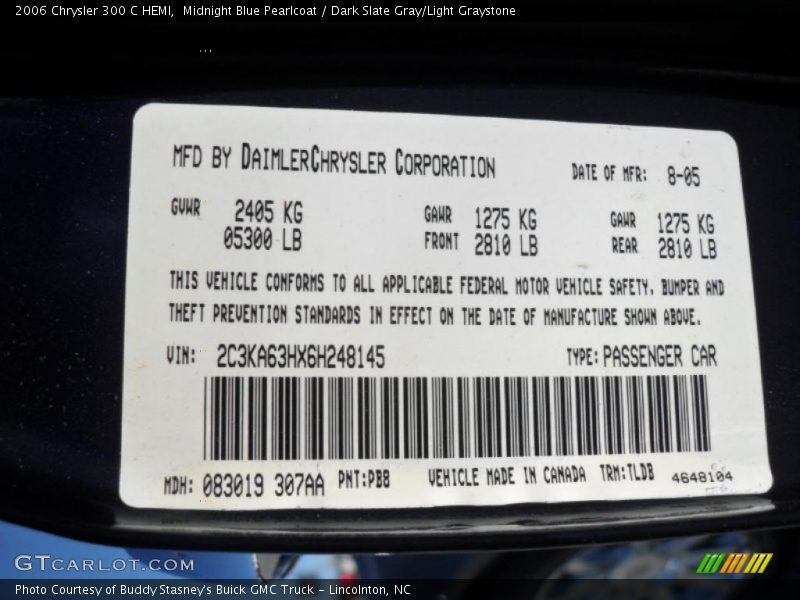 2006 Chrysler 300 C HEMI,  Midnight Blue Pearlcoat / Dark Slate Gray/Light Graystone
...
MFD BY DAIMLERCHRYSLER CORPORATION DATE OF MFR: 8-05
GVWR 2405 KG GAWR 1275 KG GAWR 1275 KG
05300 LB FRONT 2810 LB REAR 2810 LB
THIS VEHICLE CONFORMS TO ALL APPLICABLE FEDERAL MOTOR VEHICLE SAFETY, BUMPER AND
THEFT PREVENTION STANDARDS IN EFFECT ON THE DATE OF MANUFACTURE SHOWN ABOVE.
VIN: 2C3KA63HX6H248145 TYPE: PASSENGER CAR
MDH: 083019 307AA PNT:PB8 VEHICLE MADE IN CANADA TRM:TLDB 4648104
GTCARLOT.COM
Photo Courtesy of Buddy Stasney's Buick GMC Truck - Lincolnton, NC